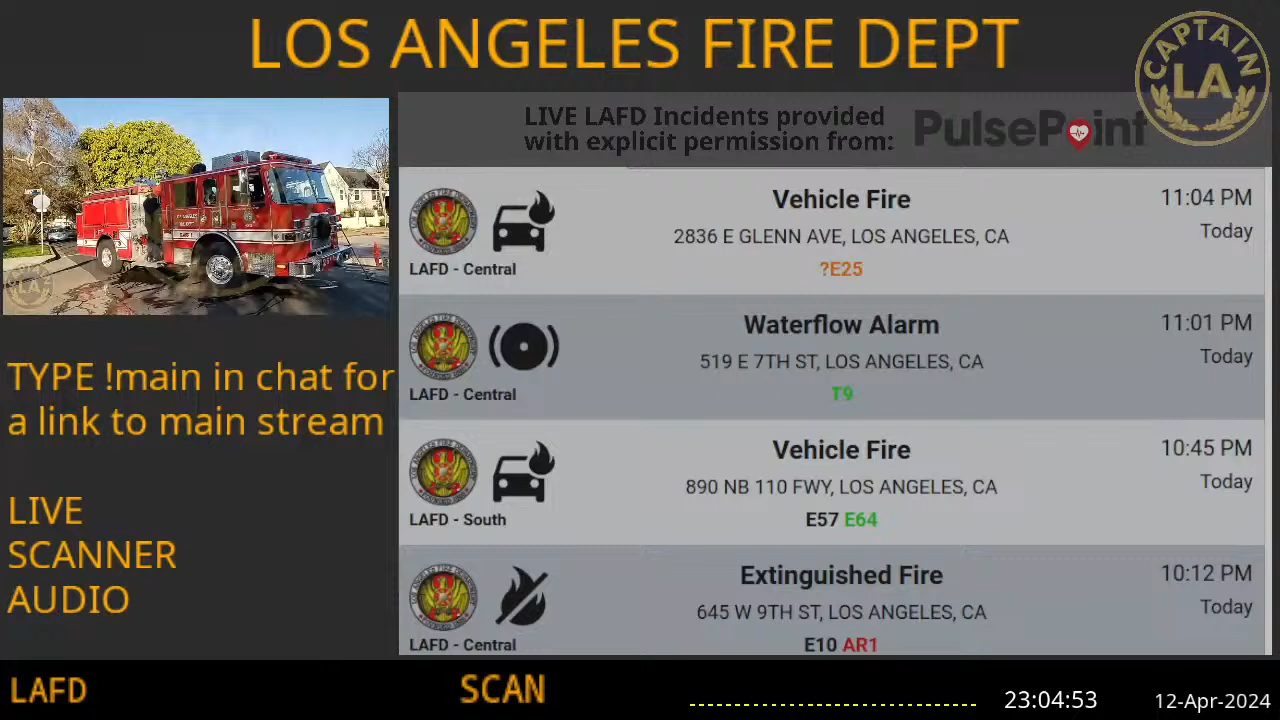 LOS ANGELES FIRE DEPT
CAPTAIN
LA
LIVE LAFD Incidents provided
with explicit permission from:
PulsePoint
Vehicle Fire
11:04 PM
2836 E GLENN AVE, LOS ANGELES, CA
Today
LAFD - Central
?E25
Waterflow Alarm
11:01 PM
519 E 7TH ST, LOS ANGELES, CA
Today
LAFD - Central
T9
Vehicle Fire
10:45 PM
890 NB 110 FWY, LOS ANGELES, CA
Today
LAFD - South
E57 E64
Extinguished Fire
10:12 PM
645 W 9TH ST, LOS ANGELES, CA
Today
LAFD - Central
E10 AR1
TYPE !main in chat for
a link to main stream
LIVE
SCANNER
AUDIO
LAFD
SCAN
23:04:53
12-Apr-2024